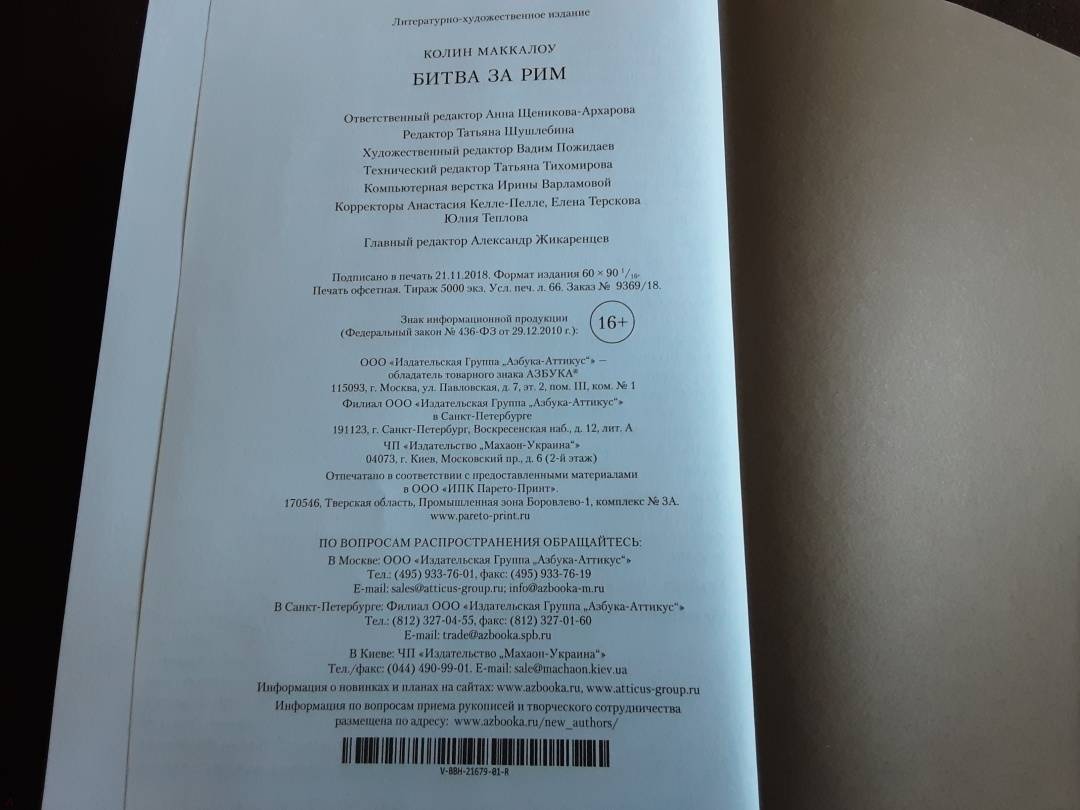 Литературно-художественное издание
КОЛИН МАККАЛОУ
БИТВА ЗА РИМ
Ответственный редактор Анна Щеникова-Архарова
Редактор Татьяна Шушлебина
Художественный редактор Вадим Пожидаев
Технический редактор Татьяна Тихомирова
Компьютерная верстка Ирины Варламовой
Корректоры Анастасия Келле-Пелле, Елена Терскова
Юлия Теплова
Главный редактор Александр Жикаренцев
Подписано в печать 21.11.2018. Формат издания 60 × 90 1/16.
Печать офсетная. Тираж 5000 экз. Усл. печ. л. 66. Заказ № 9369/18.
Знак информационной продукции
(Федеральный закон № 436-ФЗ от 29.12.2010 г.): 16+
ООО «Издательская Группа „Азбука-Аттикус“» —
обладатель товарного знака АЗБУКА®
115093, г. Москва, ул. Павловская, д. 7, эт. 2, пом. III, ком. № 1
Филиал ООО «Издательская Группа „Азбука-Аттикус“»
в Санкт-Петербурге
191123, г. Санкт-Петербург, Воскресенская наб., д. 12, лит. А
ЧП «Издательство „Махаон-Украина“»
04073, г. Киев, Московский пр., д. 6 (2-й этаж)
Отпечатано в соответствии с предоставленными материалами
в ООО «ИПК Парето-Принт».
170546, Тверская область, Промышленная зона Боровлево-1, комплекс № 3А.
www.pareto-print.ru
ПО ВОПРОСАМ РАСПРОСТРАНЕНИЯ ОБРАЩАЙТЕСЬ:
В Москве: ООО «Издательская Группа „Азбука-Аттикус“»
Тел.: (495) 933-76-01, факс: (495) 933-76-19
E-mail: sales@atticus-group.ru; info@azbooka-m.ru
В Санкт-Петербурге: Филиал ООО «Издательская Группа „Азбука-Аттикус“»
Тел.: (812) 327-04-55, факс: (812) 327-01-60
E-mail: trade@azbooka.spb.ru
В Киеве: ЧП «Издательство „Махаон-Украина“»
Тел./факс: (044) 490-99-01. E-mail: sale@machaon.kiev.ua
Информация о новинках и планах на сайтах: www.azbooka.ru, www.atticus-group.ru
Информация по вопросам приема рукописей и творческого сотрудничества
размещена по адресу: www.azbooka.ru/new_authors/
V-BBH-21679-01-R